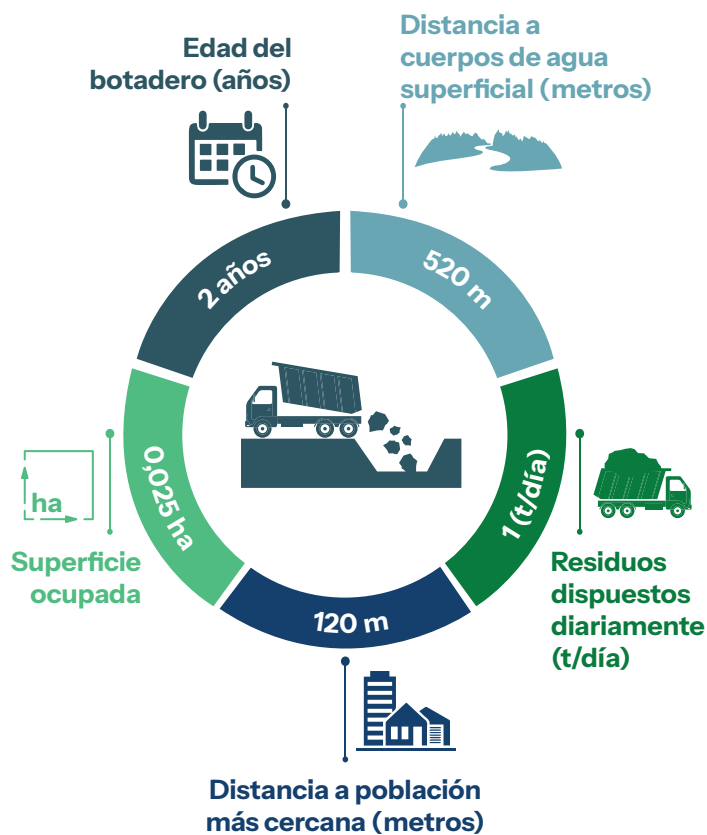 Edad del
botadero (años)
Distancia a
cuerpos de agua
superficial (metros)
2 años
520 m
0,025 ha
1 (t/día)
120 m
ha
Superficie
ocupada
Residuos
dispuestos
diariamente
(t/día)
Distancia a población
más cercana (metros)